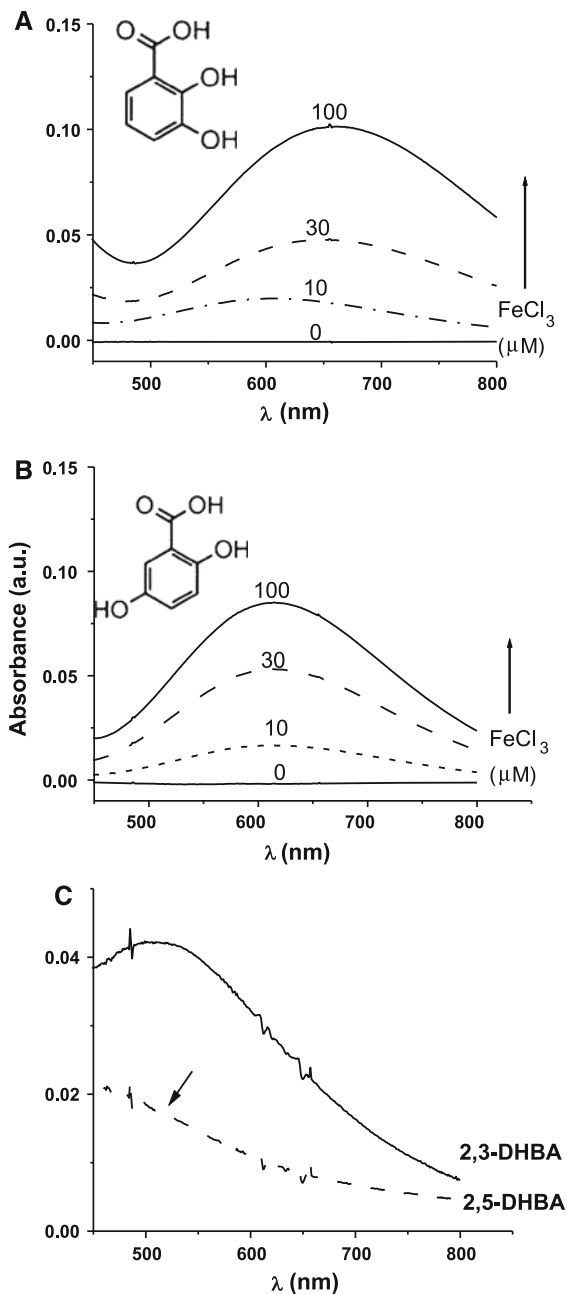 A
0.15
0.10
0.05
0.00
O
OH
OH
OH
100
30
10
0
FeCl3
(μM)
500
600
700
800
λ (nm)
B
0.15
0.10
0.05
0.00
Absorbance (a.u.)
O
OH
OH
HO
100
30
10
0
FeCl3
(μM)
500
600
700
800
λ (nm)
C
0.04
0.02
0.00
2,3-DHBA
2,5-DHBA
500
600
700
800
λ (nm)